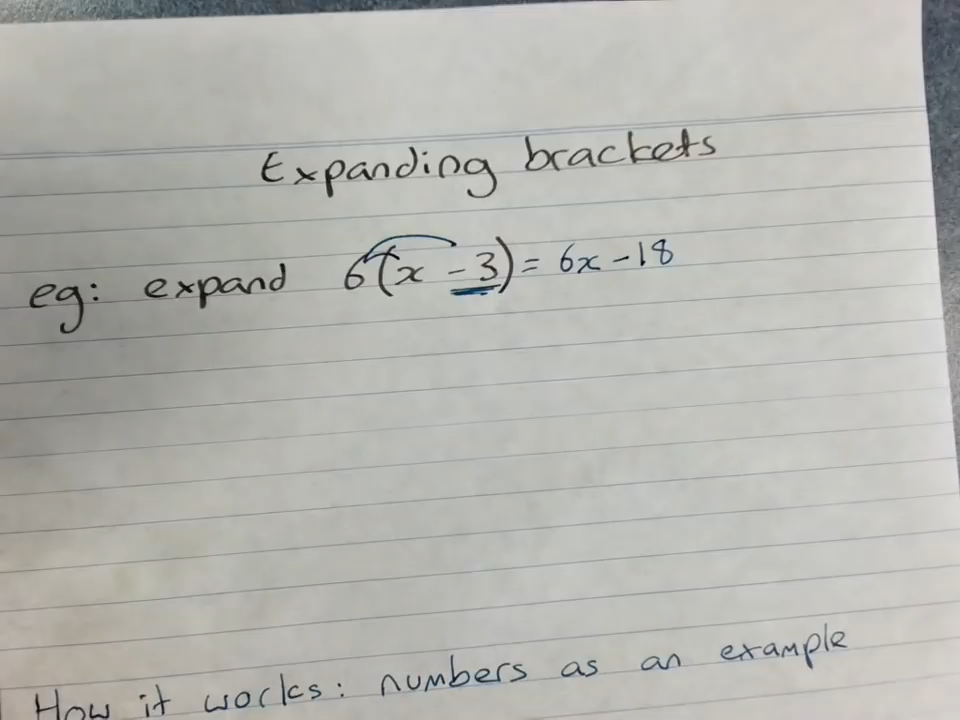 Expanding brackets
eg: expand 6(x - 3) = 6x - 18
How it works: numbers as an example